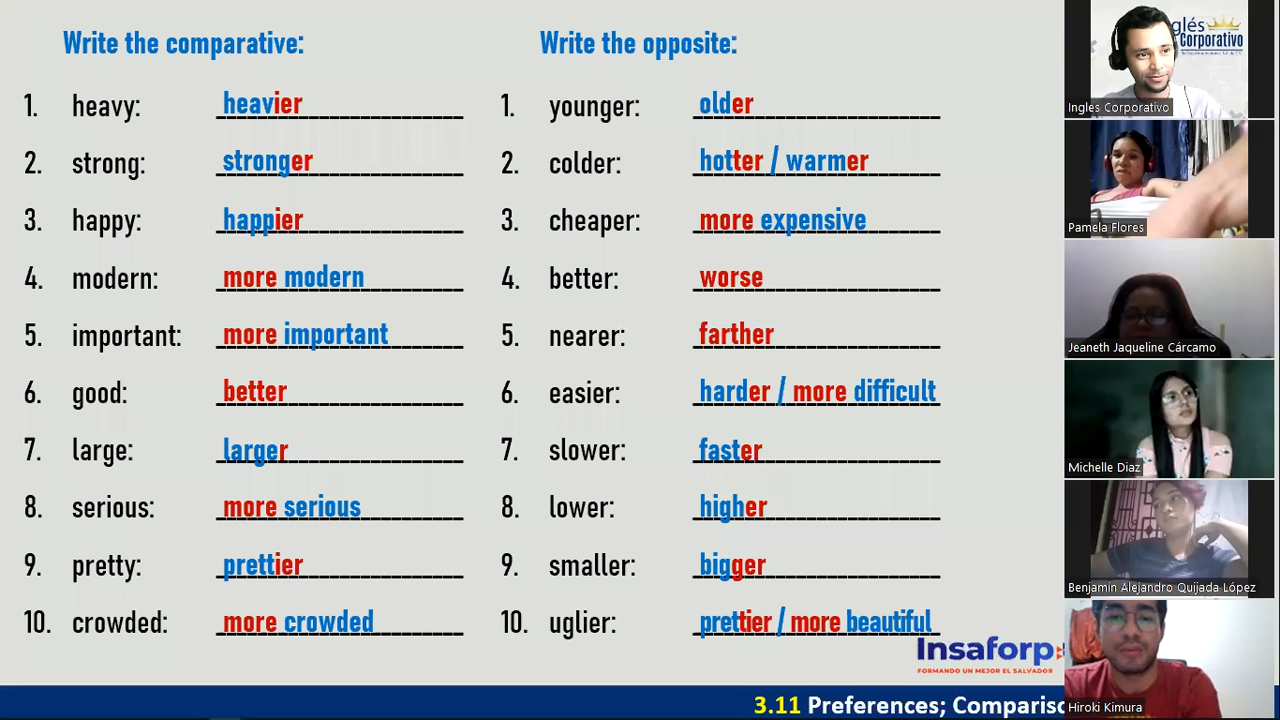 Write the comparative:
1. heavy: heavier
2. strong: stronger
3. happy: happier
4. modern: more modern
5. important: more important
6. good: better
7. large: larger
8. serious: more serious
9. pretty: prettier
10. crowded: more crowded
Write the opposite:
1. younger: older
2. colder: hotter / warmer
3. cheaper: more expensive
4. better: worse
5. nearer: farther
6. easier: harder / more difficult
7. slower: faster
8. lower: higher
9. smaller: bigger
10. uglier: prettier / more beautiful
Insaforp
FORMANDO UN MEJOR EL SALVADOR
3.11 Preferences; Compariso
glés
Corporativo
Ingles Corporativo
Pamela Flores
Jeaneth Jaqueline Cárcamo
Michelle Diaz
Benjamin Alejandro Quijada López
Hiroki Kimura